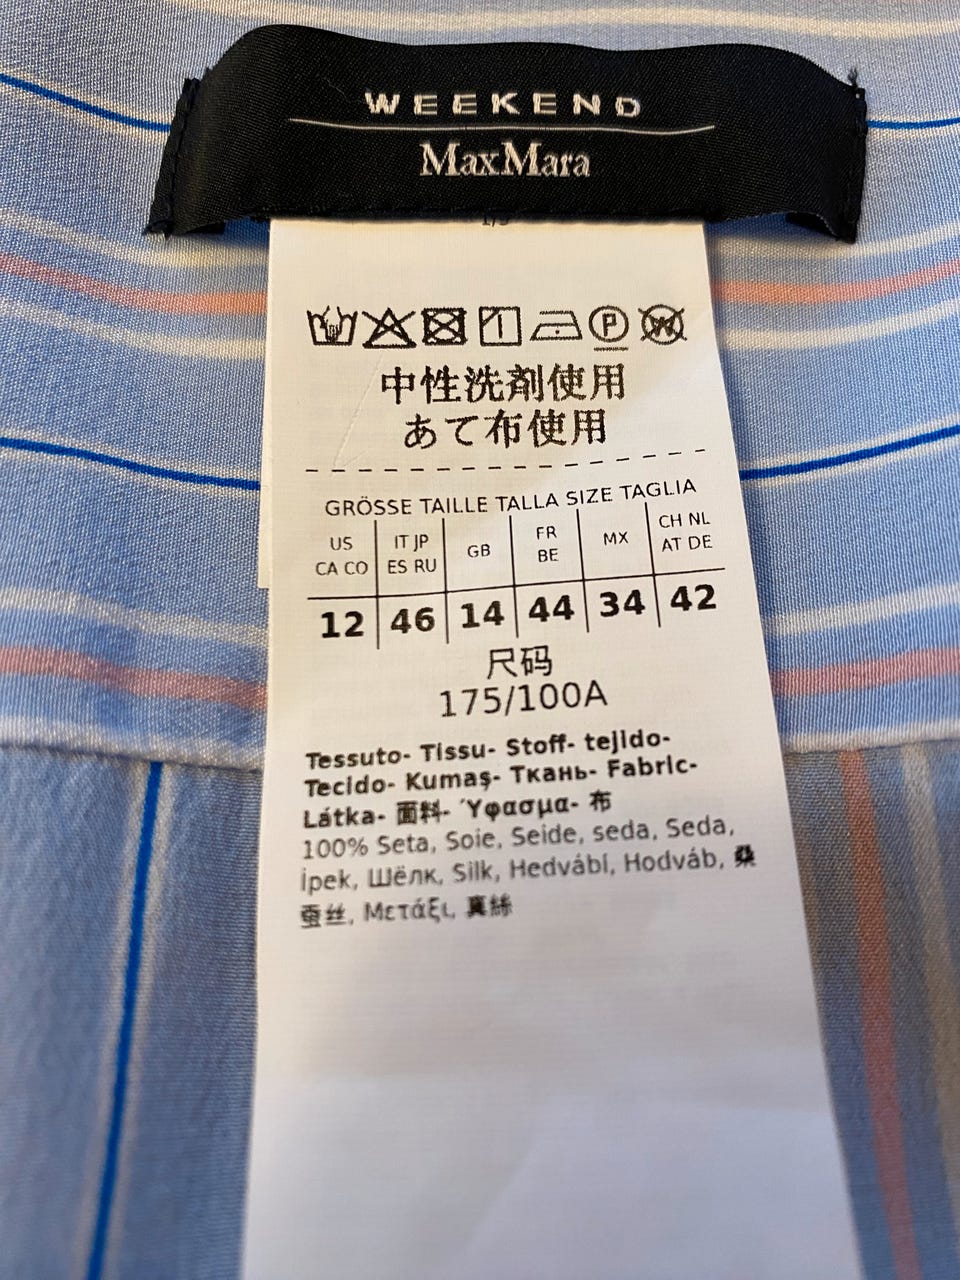 WEEKEND
MaxMara
中性洗剤使用
あて布使用
GRÖSSE TAILLE TALLA SIZE TAGLIA
US CA CO
IT JP ES RU
GB
FR BE
MX
CH NL AT DE
12 46 14 44 34 42
尺码
175/100A
Tessuto- Tissu- Stoff- tejido-
Tecido- Kumaş- Ткань- Fabric-
Látka- 面料- Ύφασμα- 布
100% Seta, Soie, Seide, seda, Seda,
İpek, Шёлк, Silk, Hedvábí, Hodváb, 桑
蚕丝, Μετάξι, 真絲